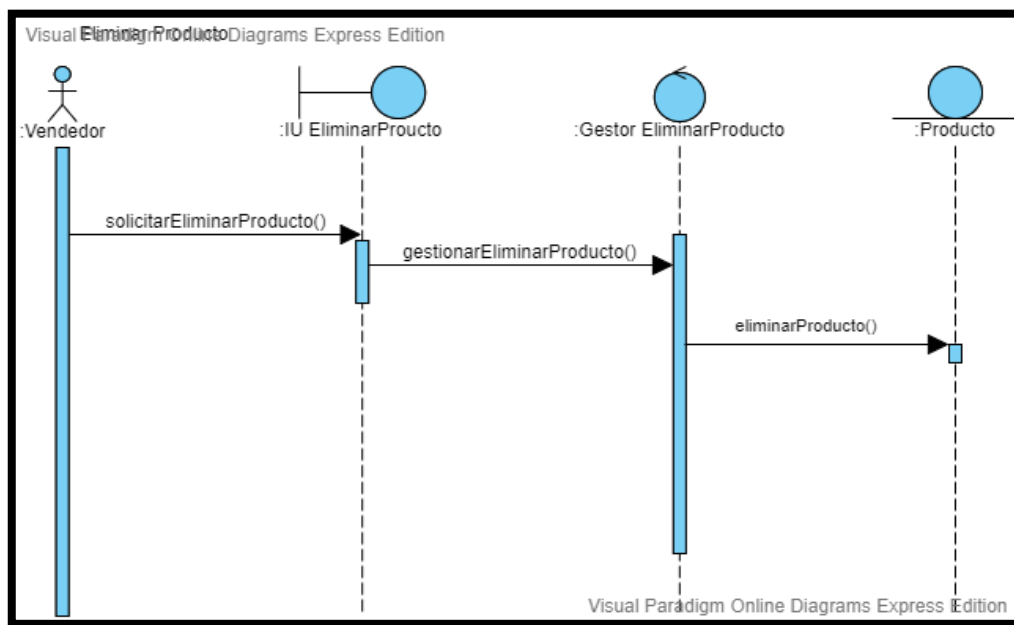 Visual Paradigm Online Diagrams Express Edition
Eliminar Producto
:Vendedor
:IU EliminarProucto
:Gestor EliminarProducto
:Producto
solicitarEliminarProducto()
gestionarEliminarProducto()
eliminarProducto()
Visual Paradigm Online Diagrams Express Edition